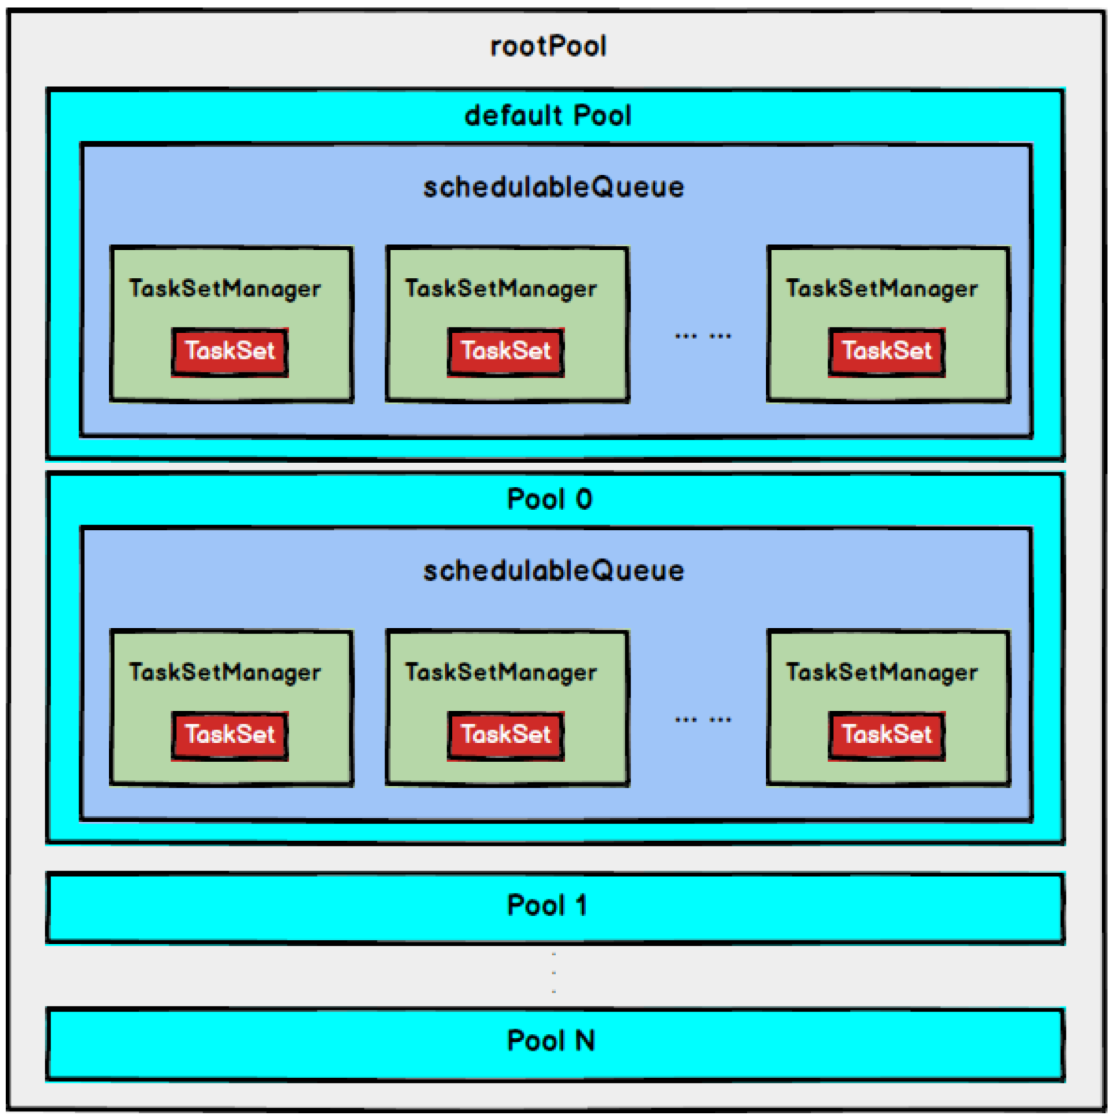 rootPool
default Pool
schedulableQueue
TaskSetManager TaskSetManager TaskSetManager
... ...
TaskSet TaskSet TaskSet
Pool 0
schedulableQueue
TaskSetManager TaskSetManager TaskSetManager
... ...
TaskSet TaskSet TaskSet
Pool 1
.
.
.
Pool N